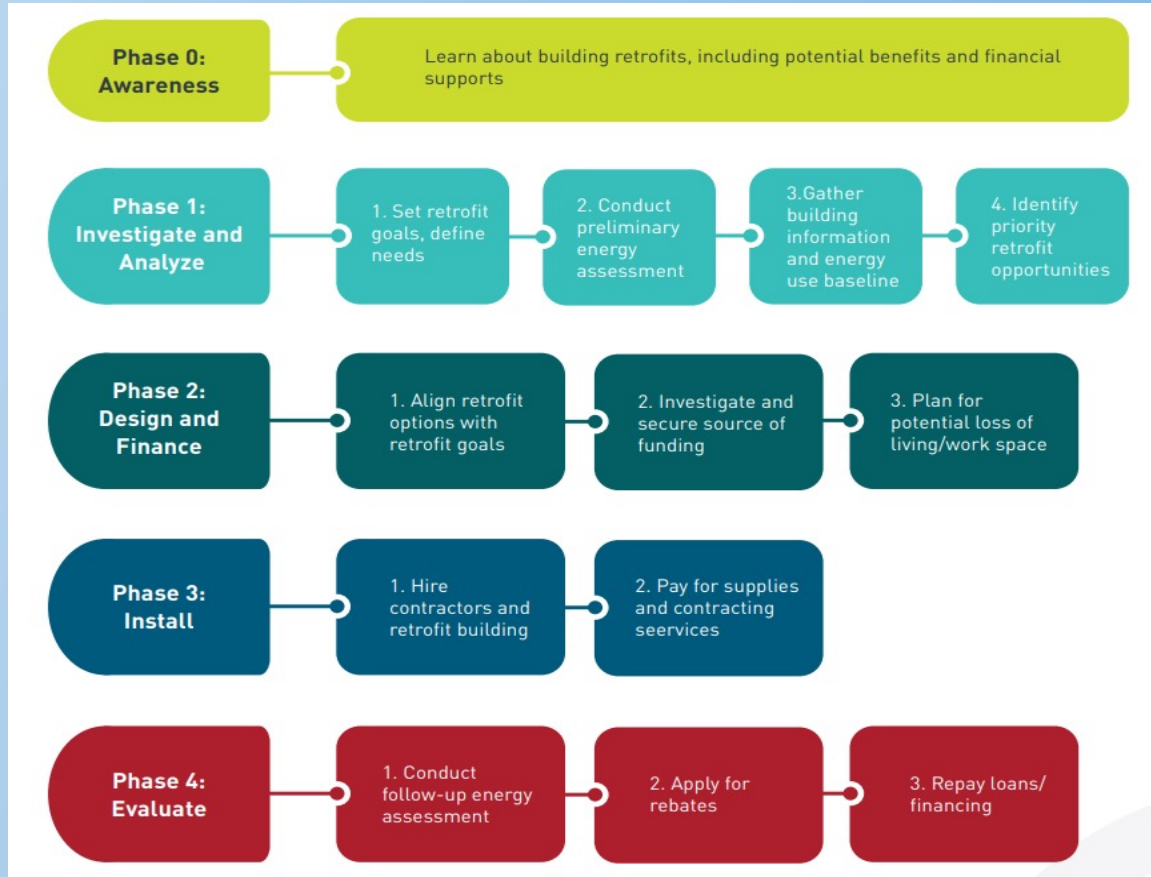 Phase 0:
Awareness
Learn about building retrofits, including potential benefits and financial
supports
Phase 1:
Investigate and
Analyze
1. Set retrofit
goals, define
needs
2. Conduct
preliminary
energy
assessment
3.Gather
building
information
and energy
use baseline
4. Identify
priority
retrofit
opportunities
Phase 2:
Design and
Finance
1. Align retrofit
options with
retrofit goals
2. Investigate and
secure source of
funding
3. Plan for
potential loss of
living/work space
Phase 3:
Install
1. Hire
contractors and
retrofit building
2. Pay for supplies
and contracting
seervices
Phase 4:
Evaluate
1. Conduct
follow-up energy
assessment
2. Apply for
rebates
3. Repay loans/
financing